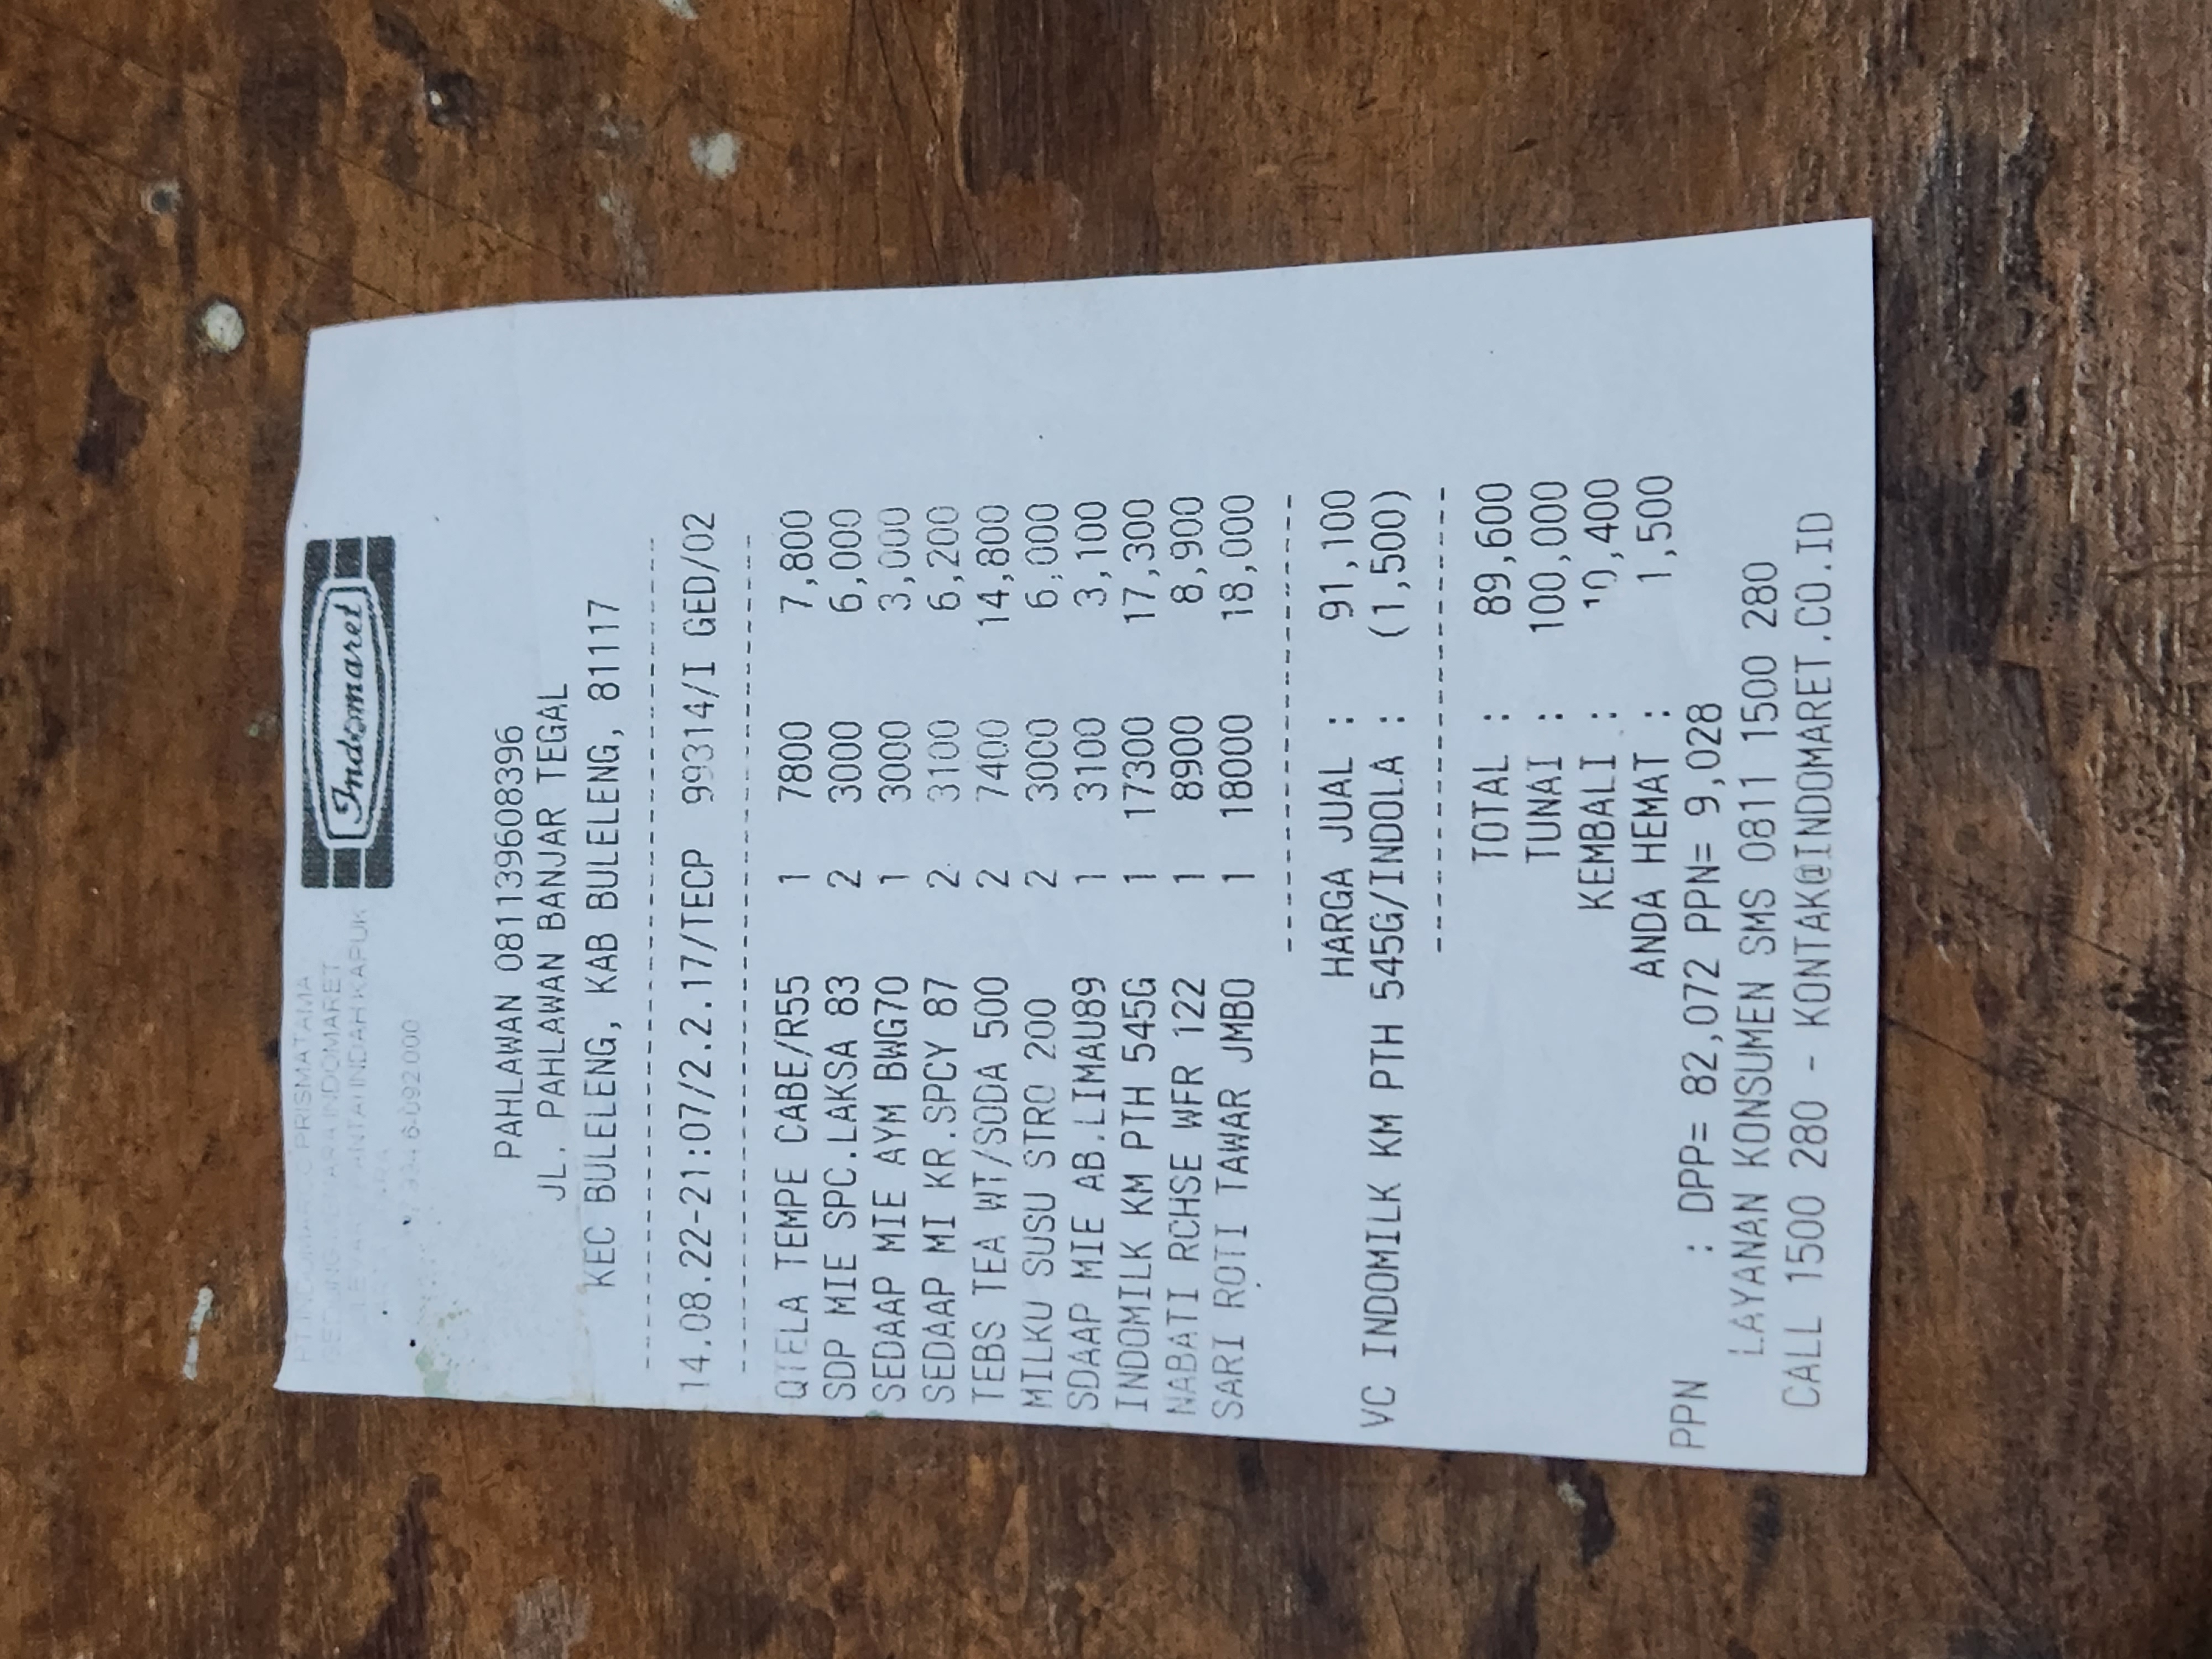 PRISMATAMA
INDOMARET
INDAH KAPUK
092.000
Indomaret
PAHLAWAN 081139608396
JL. PAHLAWAN BANJAR TEGAL
KEC BULELENG, KAB BULELENG, 81117
14.08.22-21:07/2.2.17/TECP 99314/I GED/02
QTELA TEMPE CABE/R55 1 7800 7,800
SDP MIE SPC.LAKSA 83 2 3000 6,000
SEDAAP MIE AYM BWG70 1 3000 3,000
SEDAAP MI KR.SPCY 87 2 3100 6,200
TEBS TEA WT/SODA 500 2 7400 14,800
MILKU SUSU STRO 200 2 3000 6,000
SDAAP MIE AB.LIMAU89 1 3100 3,100
INDOMILK KM PTH 545G 1 17300 17,300
NABATI RCHSE WFR 122 1 8900 8,900
SARI ROTI TAWAR JMBO 1 18000 18,000
HARGA JUAL : 91,100
VC INDOMILK KM PTH 545G/INDOLA : (1,500)
TOTAL : 89,600
TUNAI : 100,000
KEMBALI : 10,400
ANDA HEMAT : 1,500
PPN : DPP= 82,072 PPN= 9,028
LAYANAN KONSUMEN SMS 0811 1500 280
CALL 1500 280 - KONTAK@INDOMARET.CO.ID